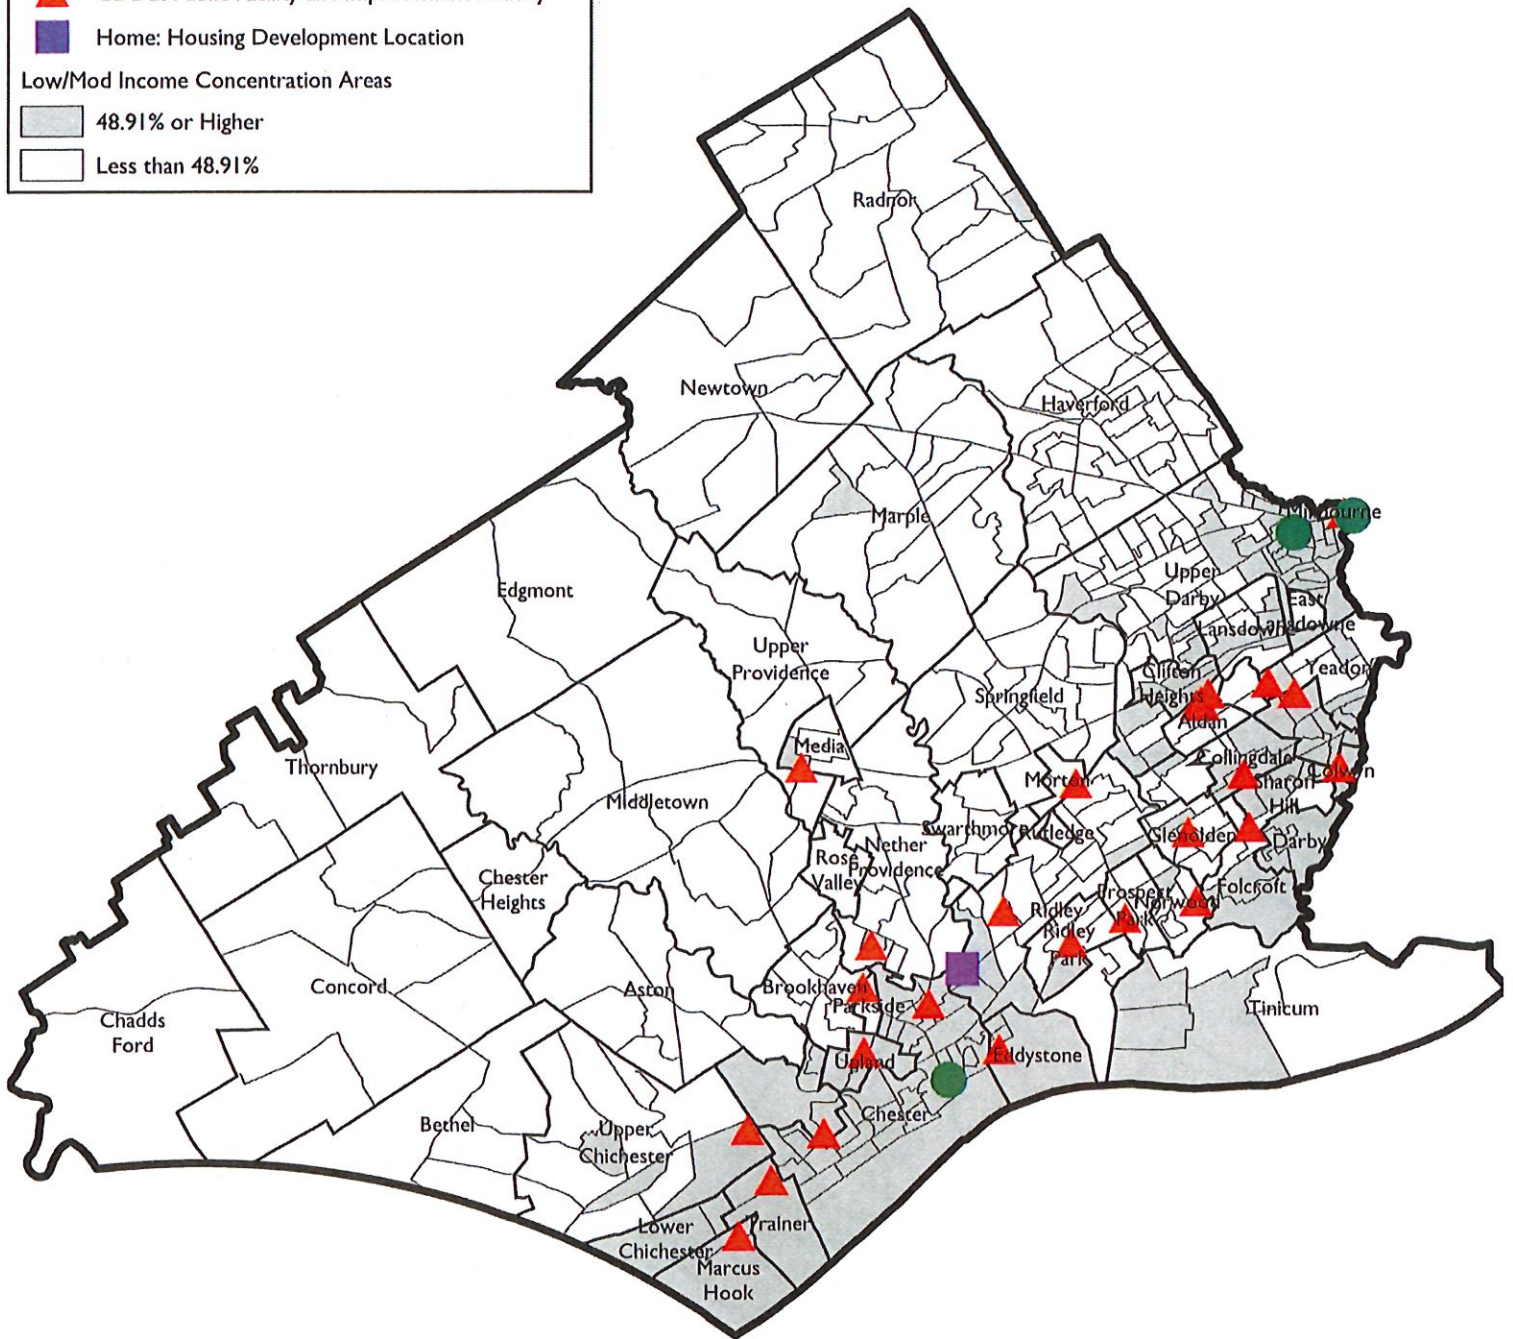 Home: Housing Development Location
Low/Mod Income Concentration Areas
48.91% or Higher
Less than 48.91%
Radnor
Newtown
Haverford
Marple
Millbourne
Edgmont
Upper
Darby
East
Lansdowne
Lansdowne
Upper
Providence
Clifton
Heights
Yeadon
Springfield
Aldan
Media
Thornbury
Collingdale
Colwyn
Morton
Sharon
Hill
Middletown
Swarthmore
Rutledge
Glenolden
Darby
Nether
Providence
Rose
Valley
Chester
Heights
Prospect
Park
Norwood
Folcroft
Ridley
Ridley
Park
Concord
Aston
Brookhaven
Parkside
Tinicum
Chadds
Ford
Upland
Eddystone
Chester
Bethel
Upper
Chichester
Lower
Chichester
Trainer
Marcus
Hook